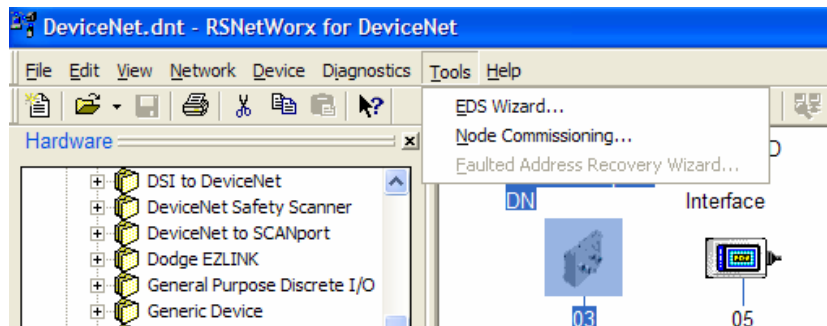 DeviceNet.dnt - RSNetWorx for DeviceNet
File Edit View Network Device Diagnostics Tools Help
EDS Wizard...
Node Commissioning...
Faulted Address Recovery Wizard...
Hardware
DSI to DeviceNet
DeviceNet Safety Scanner
DeviceNet to SCANport
Dodge EZLINK
General Purpose Discrete I/O
Generic Device
DN
Interface
03
05